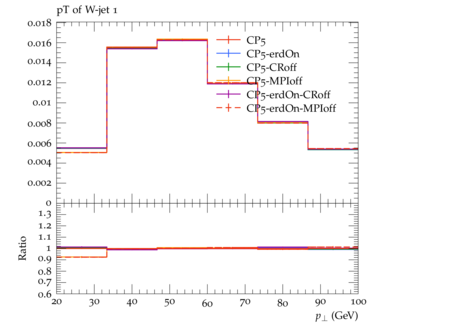 pT of W-jet 1
0.018
0.016
0.014
0.012
0.01
0.008
0.006
0.004
0.002
0
CP5
CP5-erdOn
CP5-CRoff
CP5-MPIoff
CP5-erdOn-CRoff
CP5-erdOn-MPIoff
1.3
1.2
1.1
1
0.9
0.8
0.7
0.6
Ratio
20 30 40 50 60 70 80 90 100
p⊥ (GeV)